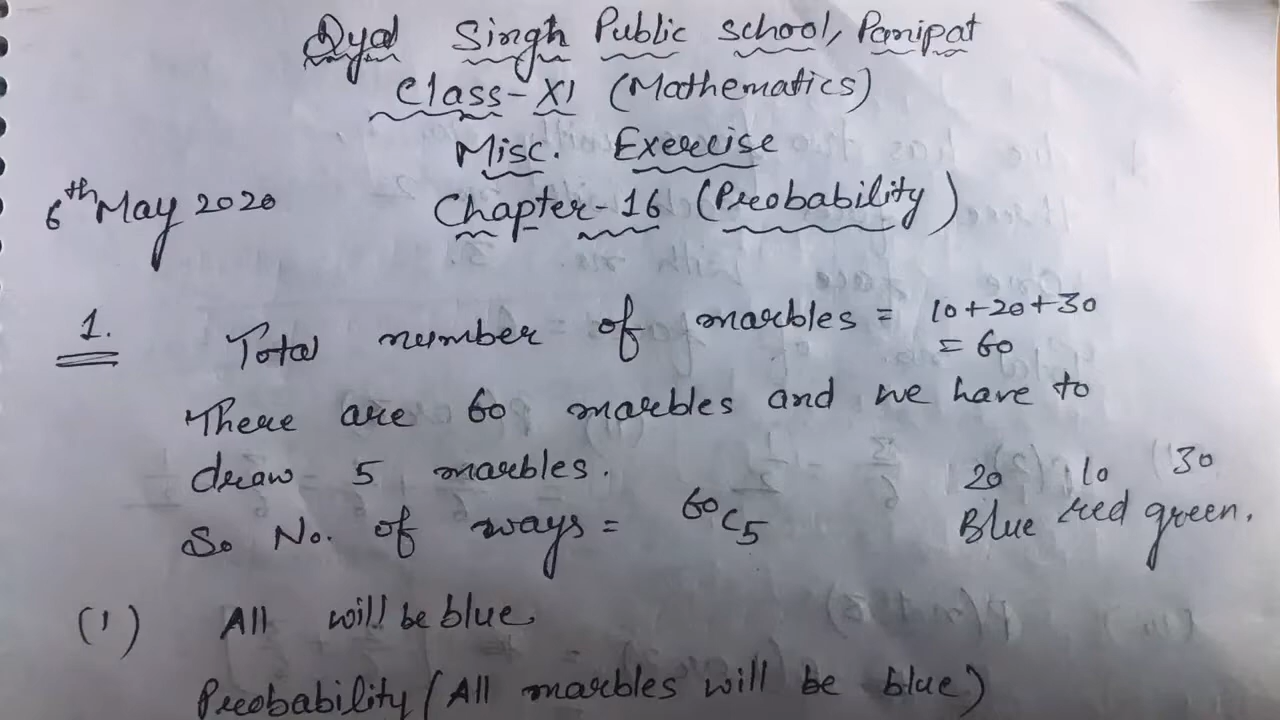 Dyal Singh Public School, Panipat
Class-XI (Mathematics)
Misc. Exercise
6th May 2020
Chapter-16 (Probability)
1. Total number of marbles = 10+20+30
= 60
There are 60 marbles and we have to
draw 5 marbles.
20 10 30
So No. of ways = ⁶⁰C₅
Blue red green.
(1) All will be blue.
Probability (All marbles will be blue)